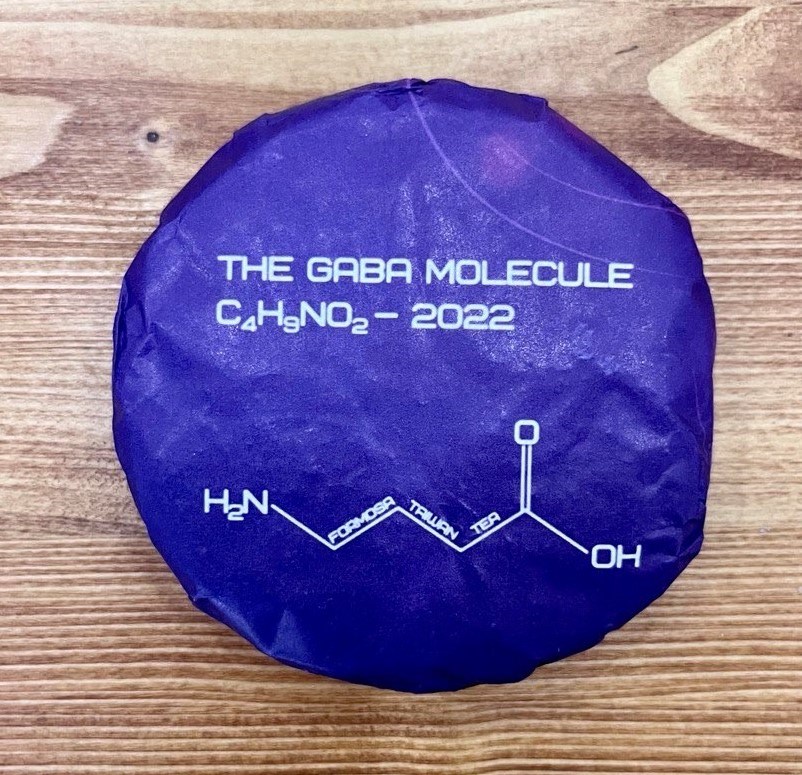 THE GABA MOLECULE
C₄H₉NO₂ – 2022
O
H₂N
FORMOSA TAIWAN TEA
OH